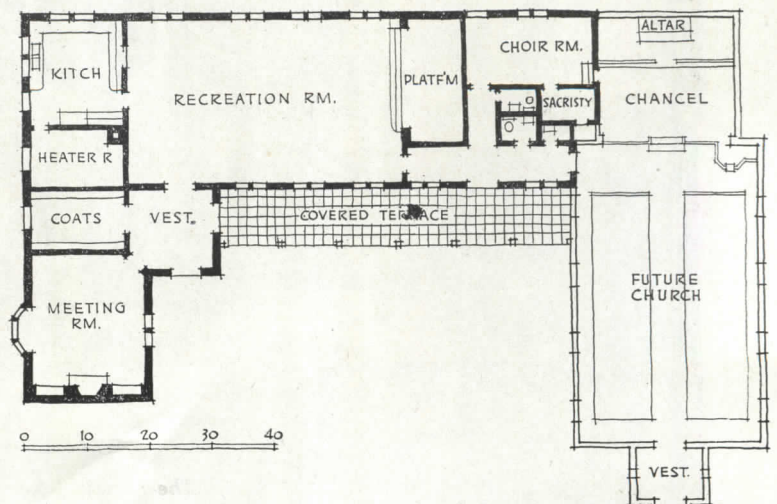 ALTAR
CHOIR RM.
KITCH
PLATF'M
RECREATION RM.
SACRISTY
CHANCEL
HEATER R
COATS
VEST.
COVERED TERRACE
MEETING
RM.
FUTURE
CHURCH
0 10 20 30 40
VEST.